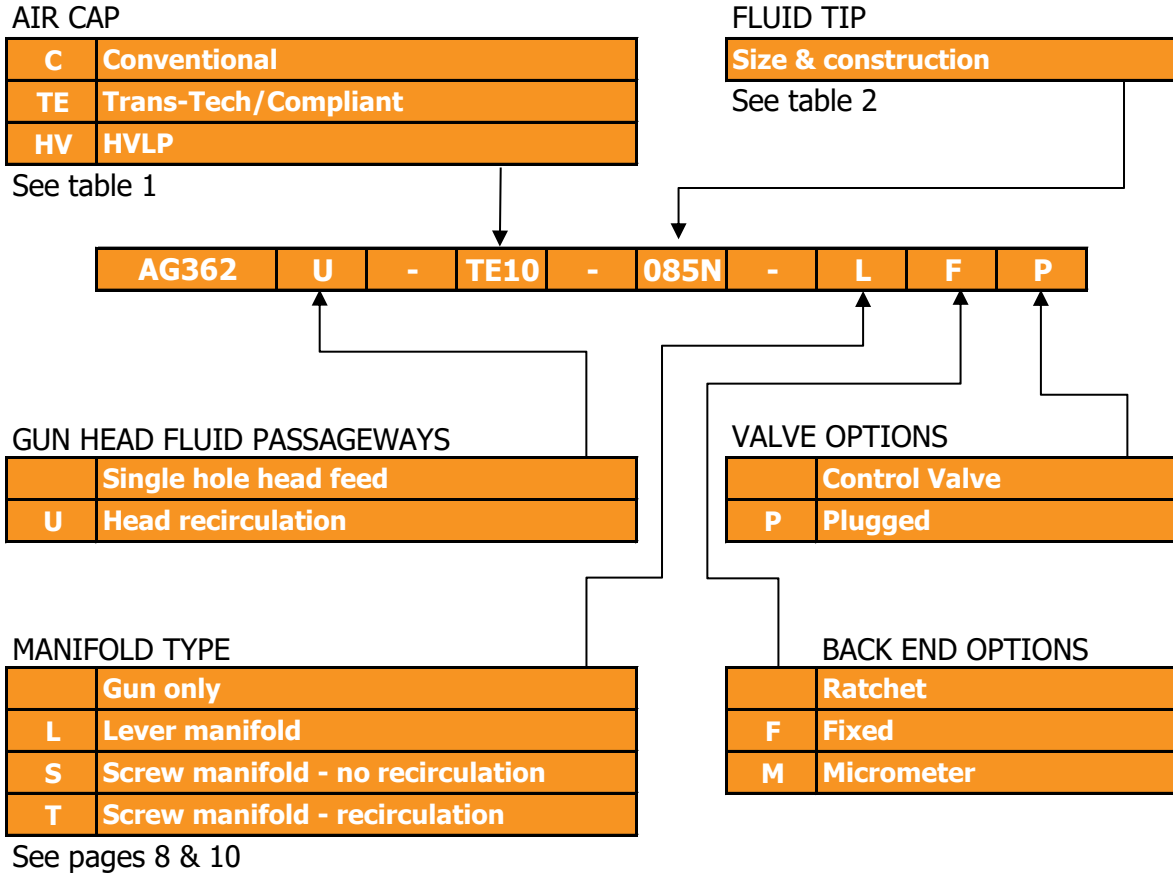 AIR CAP
C Conventional
TE Trans-Tech/Compliant
HV HVLP
See table 1
FLUID TIP
Size & construction
See table 2
AG362 U - TE10 - 085N - L F P
GUN HEAD FLUID PASSAGEWAYS
Single hole head feed
U Head recirculation
VALVE OPTIONS
Control Valve
P Plugged
MANIFOLD TYPE
Gun only
L Lever manifold
S Screw manifold - no recirculation
T Screw manifold - recirculation
See pages 8 & 10
BACK END OPTIONS
Ratchet
F Fixed
M Micrometer